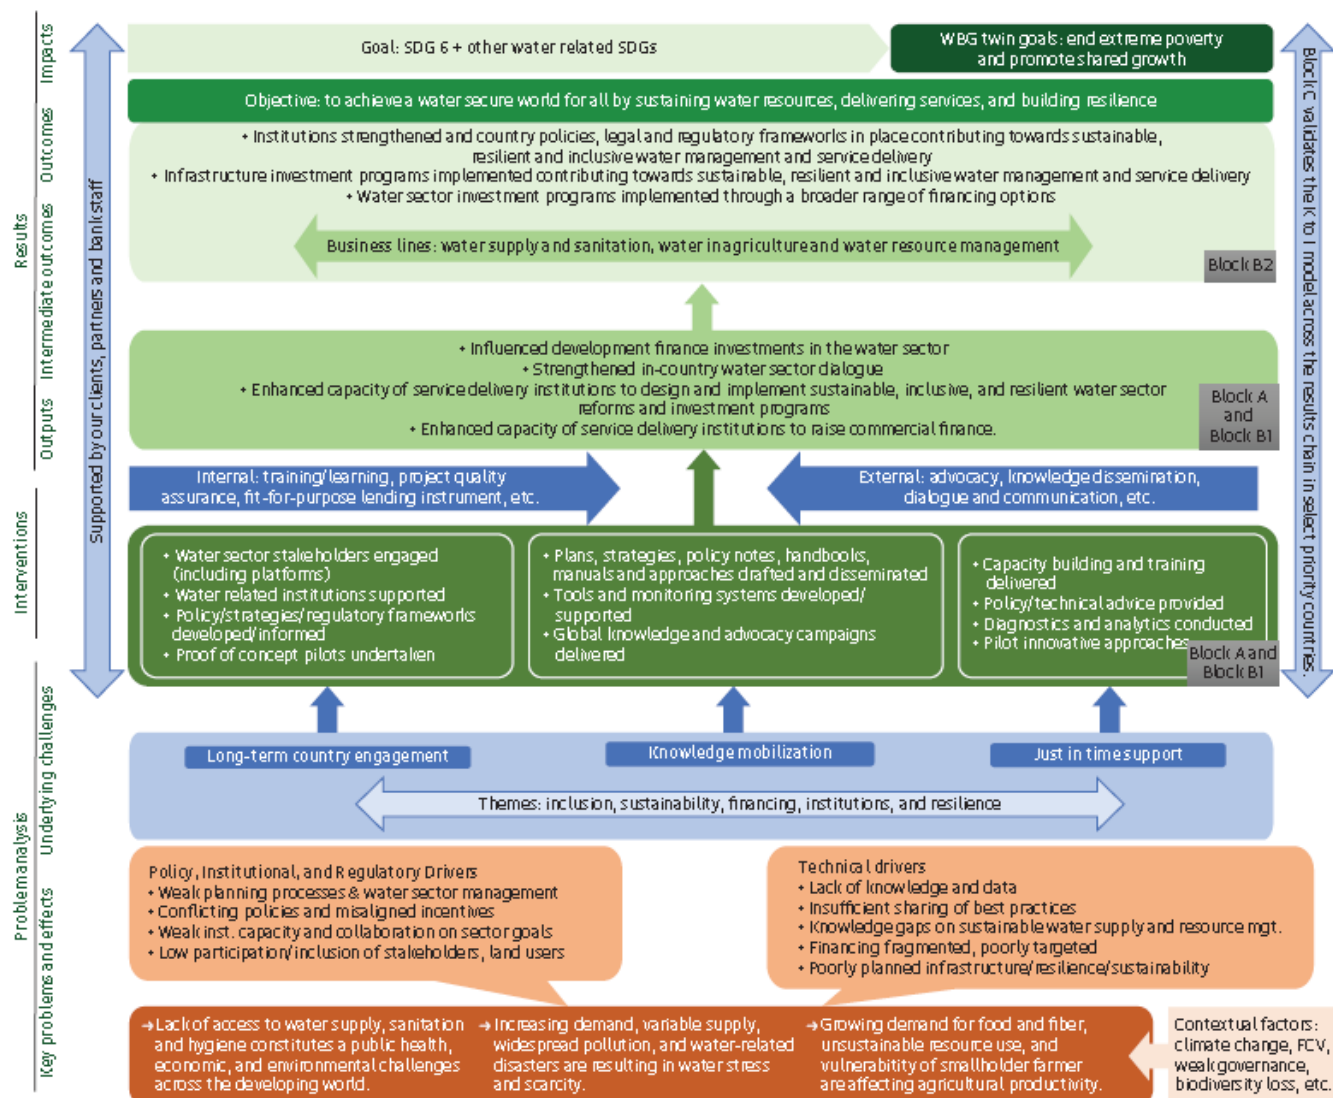 Impacts
Outcomes
Results
Intermediate outcomes
Outputs
Interventions
Underlying challenges
Problem analysis
Key problems and effects
Supported by our clients, partners and bank staff
Goal: SDG 6 + other water related SDGs
WBG twin goals: end extreme poverty
and promote shared growth
Objective: to achieve a water secure world for all by sustaining water resources, delivering services, and building resilience
• Institutions strengthened and country policies, legal and regulatory frameworks in place contributing towards sustainable,
resilient and inclusive water management and service delivery
• Infrastructure investment programs implemented contributing towards sustainable, resilient and inclusive water management and service delivery
• Water sector investment programs implemented through a broader range of financing options
Business lines: water supply and sanitation, water in agriculture and water resource management
Block B2
• Influenced development finance investments in the water sector
• Strengthened in-country water sector dialogue
• Enhanced capacity of service delivery institutions to design and implement sustainable, inclusive, and resilient water sector
reforms and investment programs
• Enhanced capacity of service delivery institutions to raise commercial finance.
Block A
and
Block B1
Internal: training/learning, project quality
assurance, fit-for-purpose lending instrument, etc.
External: advocacy, knowledge dissemination,
dialogue and communication, etc.
• Water sector stakeholders engaged
(including platforms)
• Water related institutions supported
• Policy/strategies/regulatory frameworks
developed/informed
• Proof of concept pilots undertaken
• Plans, strategies, policy notes, handbooks,
manuals and approaches drafted and disseminated
• Tools and monitoring systems developed/
supported
• Global knowledge and advocacy campaigns
delivered
• Capacity building and training
delivered
• Policy/technical advice provided
• Diagnostics and analytics conducted
• Pilot innovative approaches
Block A and
Block B1
Block C validates the K to I model across the results chain in select priority countries.
Long-term country engagement
Knowledge mobilization
Just in time support
Themes: inclusion, sustainability, financing, institutions, and resilience
Policy, Institutional, and Regulatory Drivers
• Weak planning processes & water sector management
• Conflicting policies and misaligned incentives
• Weak inst. capacity and collaboration on sector goals
• Low participation/inclusion of stakeholders, land users
Technical drivers
• Lack of knowledge and data
• Insufficient sharing of best practices
• Knowledge gaps on sustainable water supply and resource mgt.
• Financing fragmented, poorly targeted
• Poorly planned infrastructure/resilience/sustainability
→Lack of access to water supply, sanitation
and hygiene constitutes a public health,
economic, and environmental challenges
across the developing world.
→Increasing demand, variable supply,
widespread pollution, and water-related
disasters are resulting in water stress
and scarcity.
→Growing demand for food and fiber,
unsustainable resource use, and
vulnerability of smallholder farmer
are affecting agricultural productivity.
Contextual factors:
climate change, FCV,
weak governance,
biodiversity loss, etc.